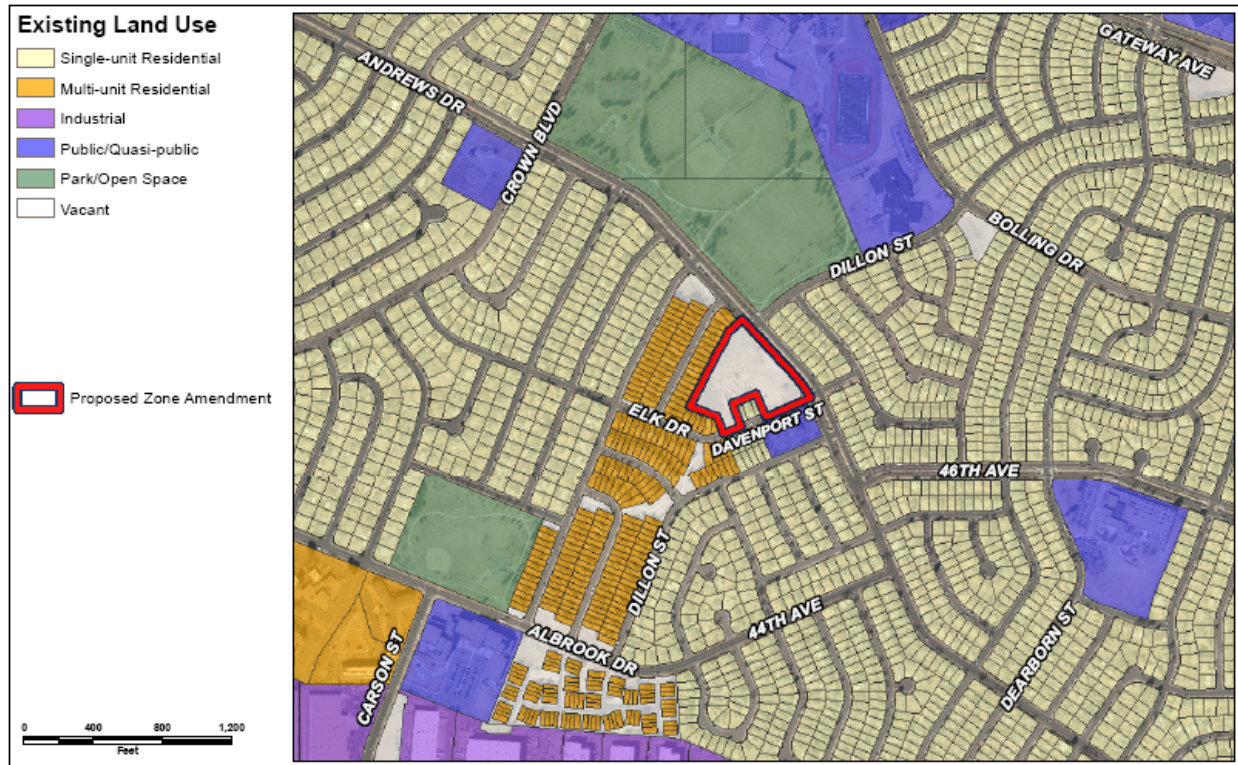 Existing Land Use
Single-unit Residential
Multi-unit Residential
Industrial
Public/Quasi-public
Park/Open Space
Vacant
Proposed Zone Amendment
0 400 800 1,200
Feet
GATEWAY AVE
ANDREWS DR
CROWN BLVD
BOLLING DR
DILLON ST
ELK DR
DAVENPORT ST
46TH AVE
DILLON ST
44TH AVE
ALBROOK DR
DEARBORN ST
CARSON ST